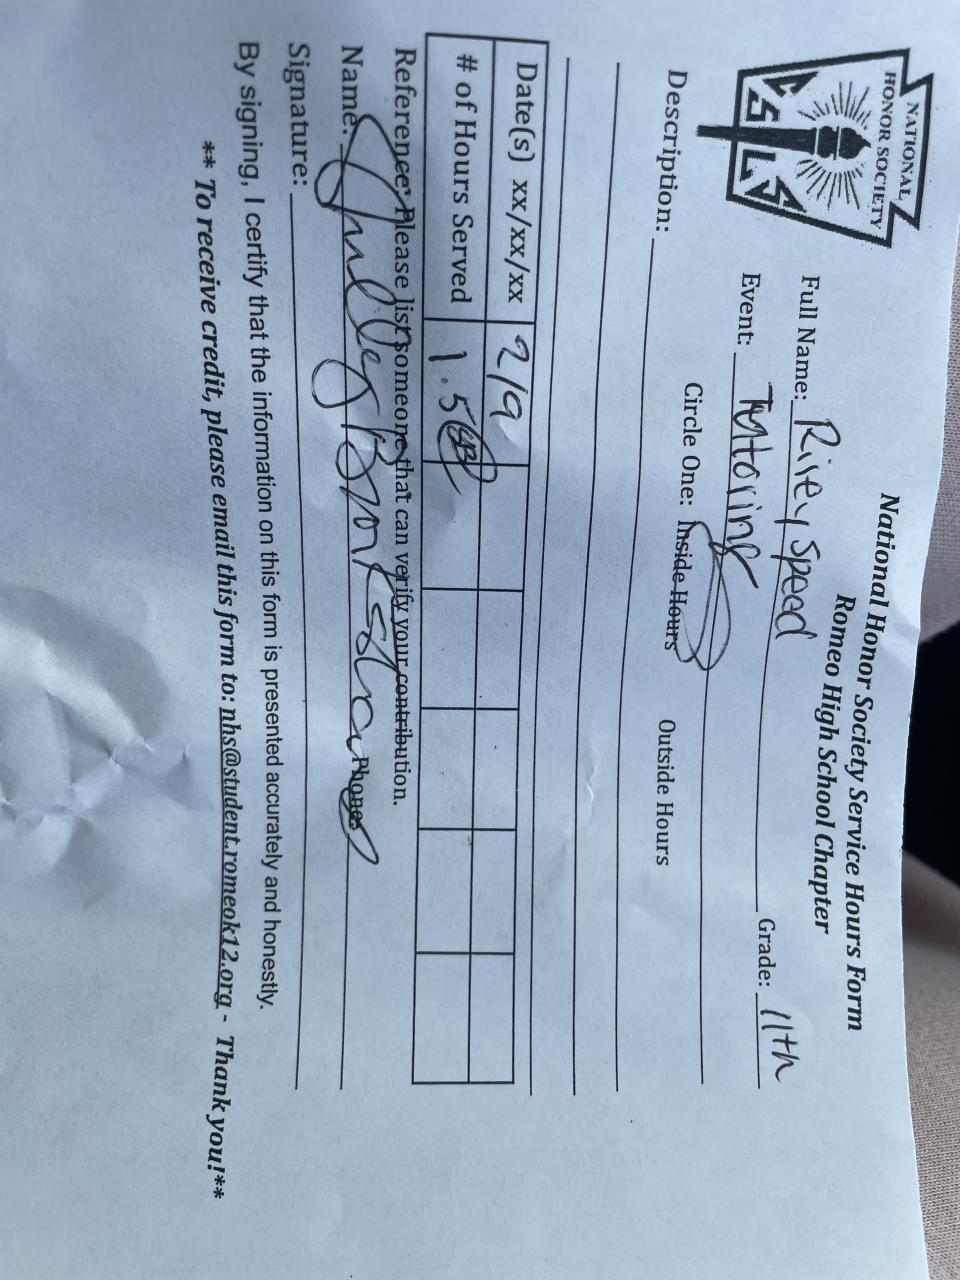 NATIONAL
HONOR SOCIETY
C S L S
National Honor Society Service Hours Form
Romeo High School Chapter
Full Name: Riley Speed Grade: 11th
Event: Tutoring
Circle One: Inside Hours Outside Hours
Description:
Date(s) xx/xx/xx 2/9
# of Hours Served 1.5
Reference: Please list someone that can verify your contribution.
Name: Phone:
Signature:
By signing, I certify that the information on this form is presented accurately and honestly.
** To receive credit, please email this form to: nhs@student.romeok12.org - Thank you!**